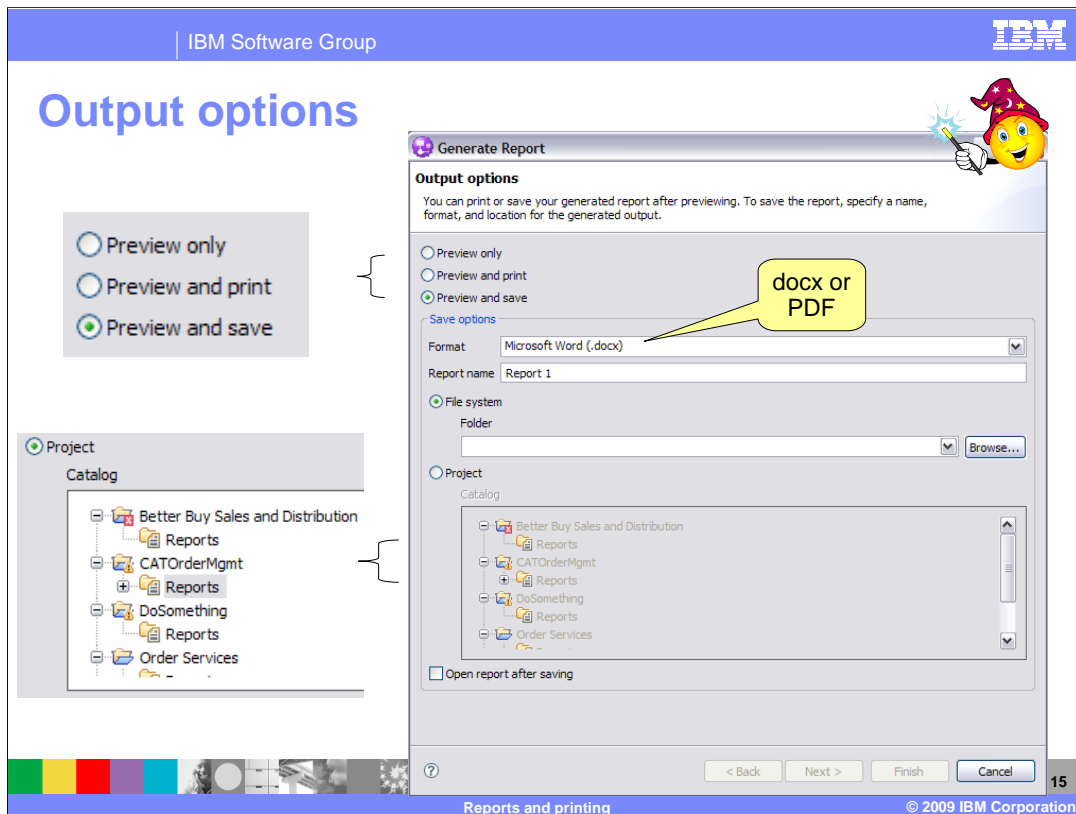 IBM Software Group
IBM
Output options
Preview only
Preview and print
Preview and save
Project
Catalog
Better Buy Sales and Distribution
Reports
CATOrderMgmt
Reports
DoSomething
Reports
Order Services
Generate Report
Output options
You can print or save your generated report after previewing. To save the report, specify a name,
format, and location for the generated output.
Preview only
Preview and print
Preview and save
docx or
PDF
Save options
Format Microsoft Word (.docx)
Report name Report 1
File system
Folder
Browse...
Project
Catalog
Better Buy Sales and Distribution
Reports
CATOrderMgmt
Reports
DoSomething
Reports
Order Services
Open report after saving
< Back Next > Finish Cancel
15
Reports and printing
© 2009 IBM Corporation